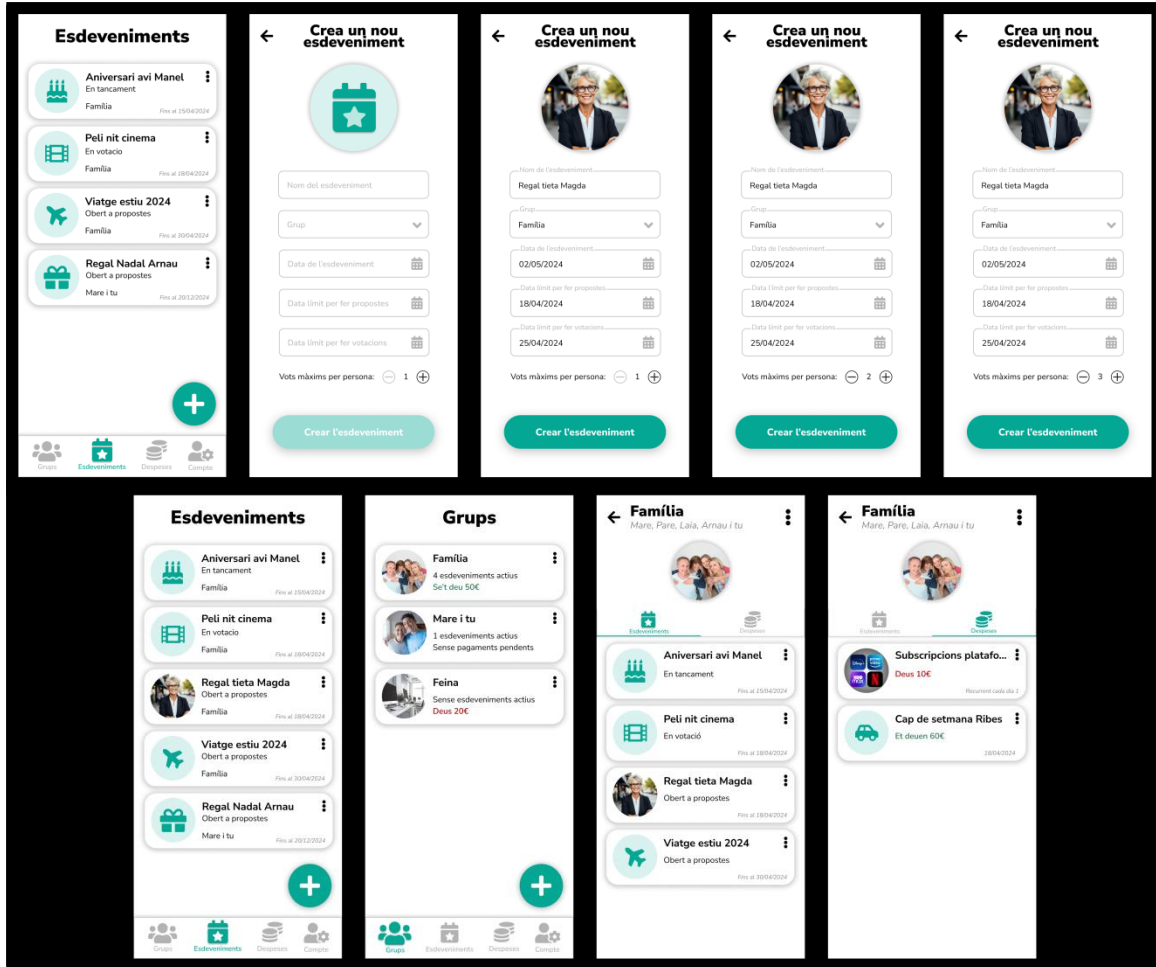 Esdeveniments
Aniversari avi Manel
En tancament
Família
Fins al 15/04/2024
Peli nit cinema
En votacio
Família
Fins al 18/04/2024
Viatge estiu 2024
Obert a propostes
Família
Fins al 30/04/2024
Regal Nadal Arnau
Obert a propostes
Mare i tu
Fins al 20/12/2024
Grups
Esdeveniments
Despeses
Compte
Crea un nou
esdeveniment
Nom del esdeveniment
Grup
Data de l'esdeveniment
Data límit per fer propostes
Data límit per fer votacions
Vots màxims per persona: 1
Crear l'esdeveniment
Crea un nou
esdeveniment
Nom de l'esdeveniment
Regal tieta Magda
Grup
Família
Data de l'esdeveniment
02/05/2024
Data límit per fer propostes
18/04/2024
Data límit per fer votacions
25/04/2024
Vots màxims per persona: 1
Crear l'esdeveniment
Crea un nou
esdeveniment
Nom de l'esdeveniment
Regal tieta Magda
Grup
Família
Data de l'esdeveniment
02/05/2024
Data límit per fer propostes
18/04/2024
Data límit per fer votacions
25/04/2024
Vots màxims per persona: 2
Crear l'esdeveniment
Crea un nou
esdeveniment
Nom de l'esdeveniment
Regal tieta Magda
Grup
Família
Data de l'esdeveniment
02/05/2024
Data límit per fer propostes
18/04/2024
Data límit per fer votacions
25/04/2024
Vots màxims per persona: 3
Crear l'esdeveniment
Esdeveniments
Aniversari avi Manel
En tancament
Família
Fins al 15/04/2024
Peli nit cinema
En votacio
Família
Fins al 18/04/2024
Regal tieta Magda
Obert a propostes
Família
Fins al 18/04/2024
Viatge estiu 2024
Obert a propostes
Família
Fins al 30/04/2024
Regal Nadal Arnau
Obert a propostes
Mare i tu
Fins al 20/12/2024
Grups
Esdeveniments
Despeses
Compte
Grups
Família
4 esdeveniments actius
Se't deu 50€
Mare i tu
1 esdeveniments actius
Sense pagaments pendents
Feina
Sense esdeveniments actius
Deus 20€
Grups
Esdeveniments
Despeses
Compte
Família
Mare, Pare, Laia, Arnau i tu
Esdeveniments
Despeses
Aniversari avi Manel
En tancament
Fins al 15/04/2024
Peli nit cinema
En votació
Fins al 18/04/2024
Regal tieta Magda
Obert a propostes
Fins al 18/04/2024
Viatge estiu 2024
Obert a propostes
Fins al 30/04/2024
Família
Mare, Pare, Laia, Arnau i tu
Esdeveniments
Despeses
Subscripcions platafo...
Deus 10€
Recurrent cada dia 1
Cap de setmana Ribes
Et deuen 60€
18/04/2024